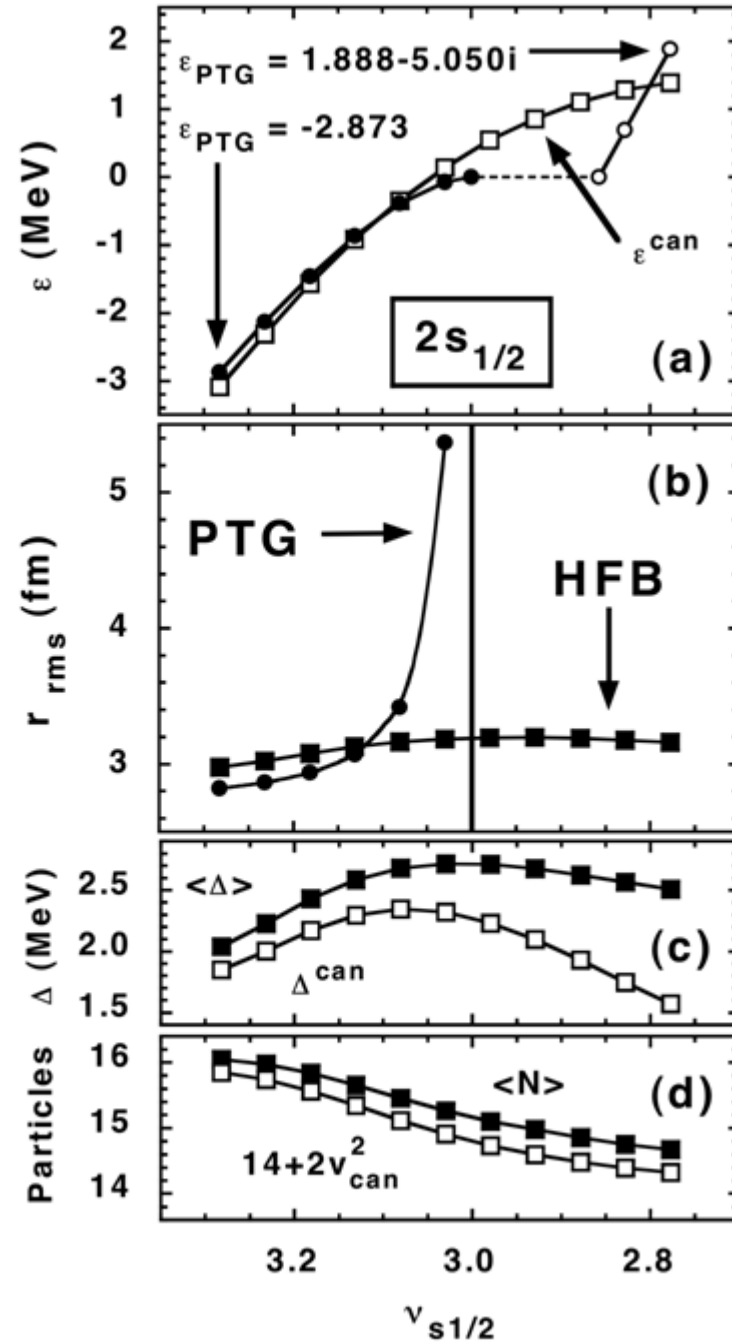 2
ε_PTG = 1.888-5.050i
1
ε_PTG = -2.873
0
ε (MeV)
ε^can
-1
-2
2s_1/2
(a)
-3
(b)
5
PTG
HFB
r_rms (fm)
4
3
<Δ>
2.5
Δ (MeV)
2.0
(c)
Δ^can
1.5
16
<N>
(d)
Particles
15
14+2v²_can
14
3.2 3.0 2.8
ν_s1/2